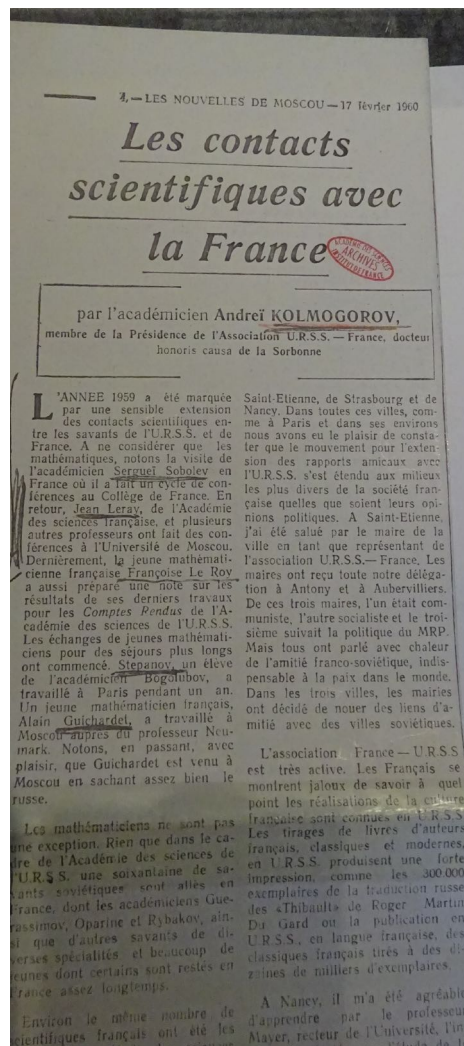 4,—LES NOUVELLES DE MOSCOU—17 février 1960
Les contacts
scientifiques avec
la France
ACADÉMIE DES SCIENCES
ARCHIVES
INSTITUT DE FRANCE
par l'académicien Andreï KOLMOGOROV,
membre de la Présidence de l'Association U.R.S.S. — France, docteur
honoris causa de la Sorbonne
L'ANNEE 1959 a été marquée
par une sensible extension
des contacts scientifiques en-
tre les savants de l'U.R.S.S. et de
France. A ne considérer que les
mathématiques, notons la visite de
l'académicien Sergueï Sobolev en
France où il a fait un cycle de con-
férences au Collège de France. En
retour, Jean Leray, de l'Académie
des sciences française, et plusieurs
autres professeurs ont fait des con-
férences à l'Université de Moscou.
Dernièrement, la jeune mathémati-
cienne française Françoise Le Roy
a aussi préparé une note sur les
résultats de ses derniers travaux
pour les Comptes Rendus de l'A-
cadémie des sciences de l'U.R.S.S.
Les échanges de jeunes mathémati-
ciens pour des séjours plus longs
ont commencé. Stepanov, un élève
de l'académicien Bogolubov, a
travaillé à Paris pendant un an.
Un jeune mathématicien français,
Alain Guichardet, a travaillé à
Moscou auprès du professeur Neu-
mark. Notons, en passant, avec
plaisir, que Guichardet est venu à
Moscou en sachant assez bien le
russe.
Les mathématiciens ne sont pas
une exception. Rien que dans le ca-
dre de l'Académie des sciences de
l'U.R.S.S. une soixantaine de sa-
vants soviétiques sont allés en
France, dont les académiciens Gue-
rassimov, Oparine et Rybakov, ain-
si que d'autres savants de di-
verses spécialités et beaucoup de
jeunes dont certains sont restés en
France assez longtemps.
Environ le même nombre de
scientifiques français ont été les
Saint-Etienne, de Strasbourg et de
Nancy. Dans toutes ces villes, com-
me à Paris et dans ses environs
nous avons eu le plaisir de consta-
ter que le mouvement pour l'exten-
sion des rapports amicaux avec
l'U.R.S.S. s'est étendu aux milieux
les plus divers de la société fran-
çaise quelles que soient leurs opi-
nions politiques. A Saint-Etienne,
j'ai été salué par le maire de la
ville en tant que représentant de
l'association U.R.S.S.—France. Les
maires ont reçu toute notre déléga-
tion à Antony et à Aubervilliers.
De ces trois maires, l'un était com-
muniste, l'autre socialiste et le troi-
sième suivait la politique du MRP.
Mais tous ont parlé avec chaleur
de l'amitié franco-soviétique, indis-
pensable à la paix dans le monde.
Dans les trois villes, les mairies
ont décidé de nouer des liens d'a-
mitié avec des villes soviétiques.
L'association France—U.R.S.S
est très active. Les Français se
montrent jaloux de savoir à quel
point les réalisations de la culture
française sont connues en U.R.S.S
Les tirages de livres d'auteurs
français, classiques et modernes,
en U.R.S.S. produisent une forte
impression, comme les 300.000
exemplaires de la traduction russe
des «Thibault» de Roger Martin
Du Gard ou la publication en
U.R.S.S., en langue française, des
classiques français tirés à des di-
zaines de milliers d'exemplaires.
A Nancy, il m'a été agréable
d'apprendre par le professeur
Mayer, recteur de l'Université, l'in